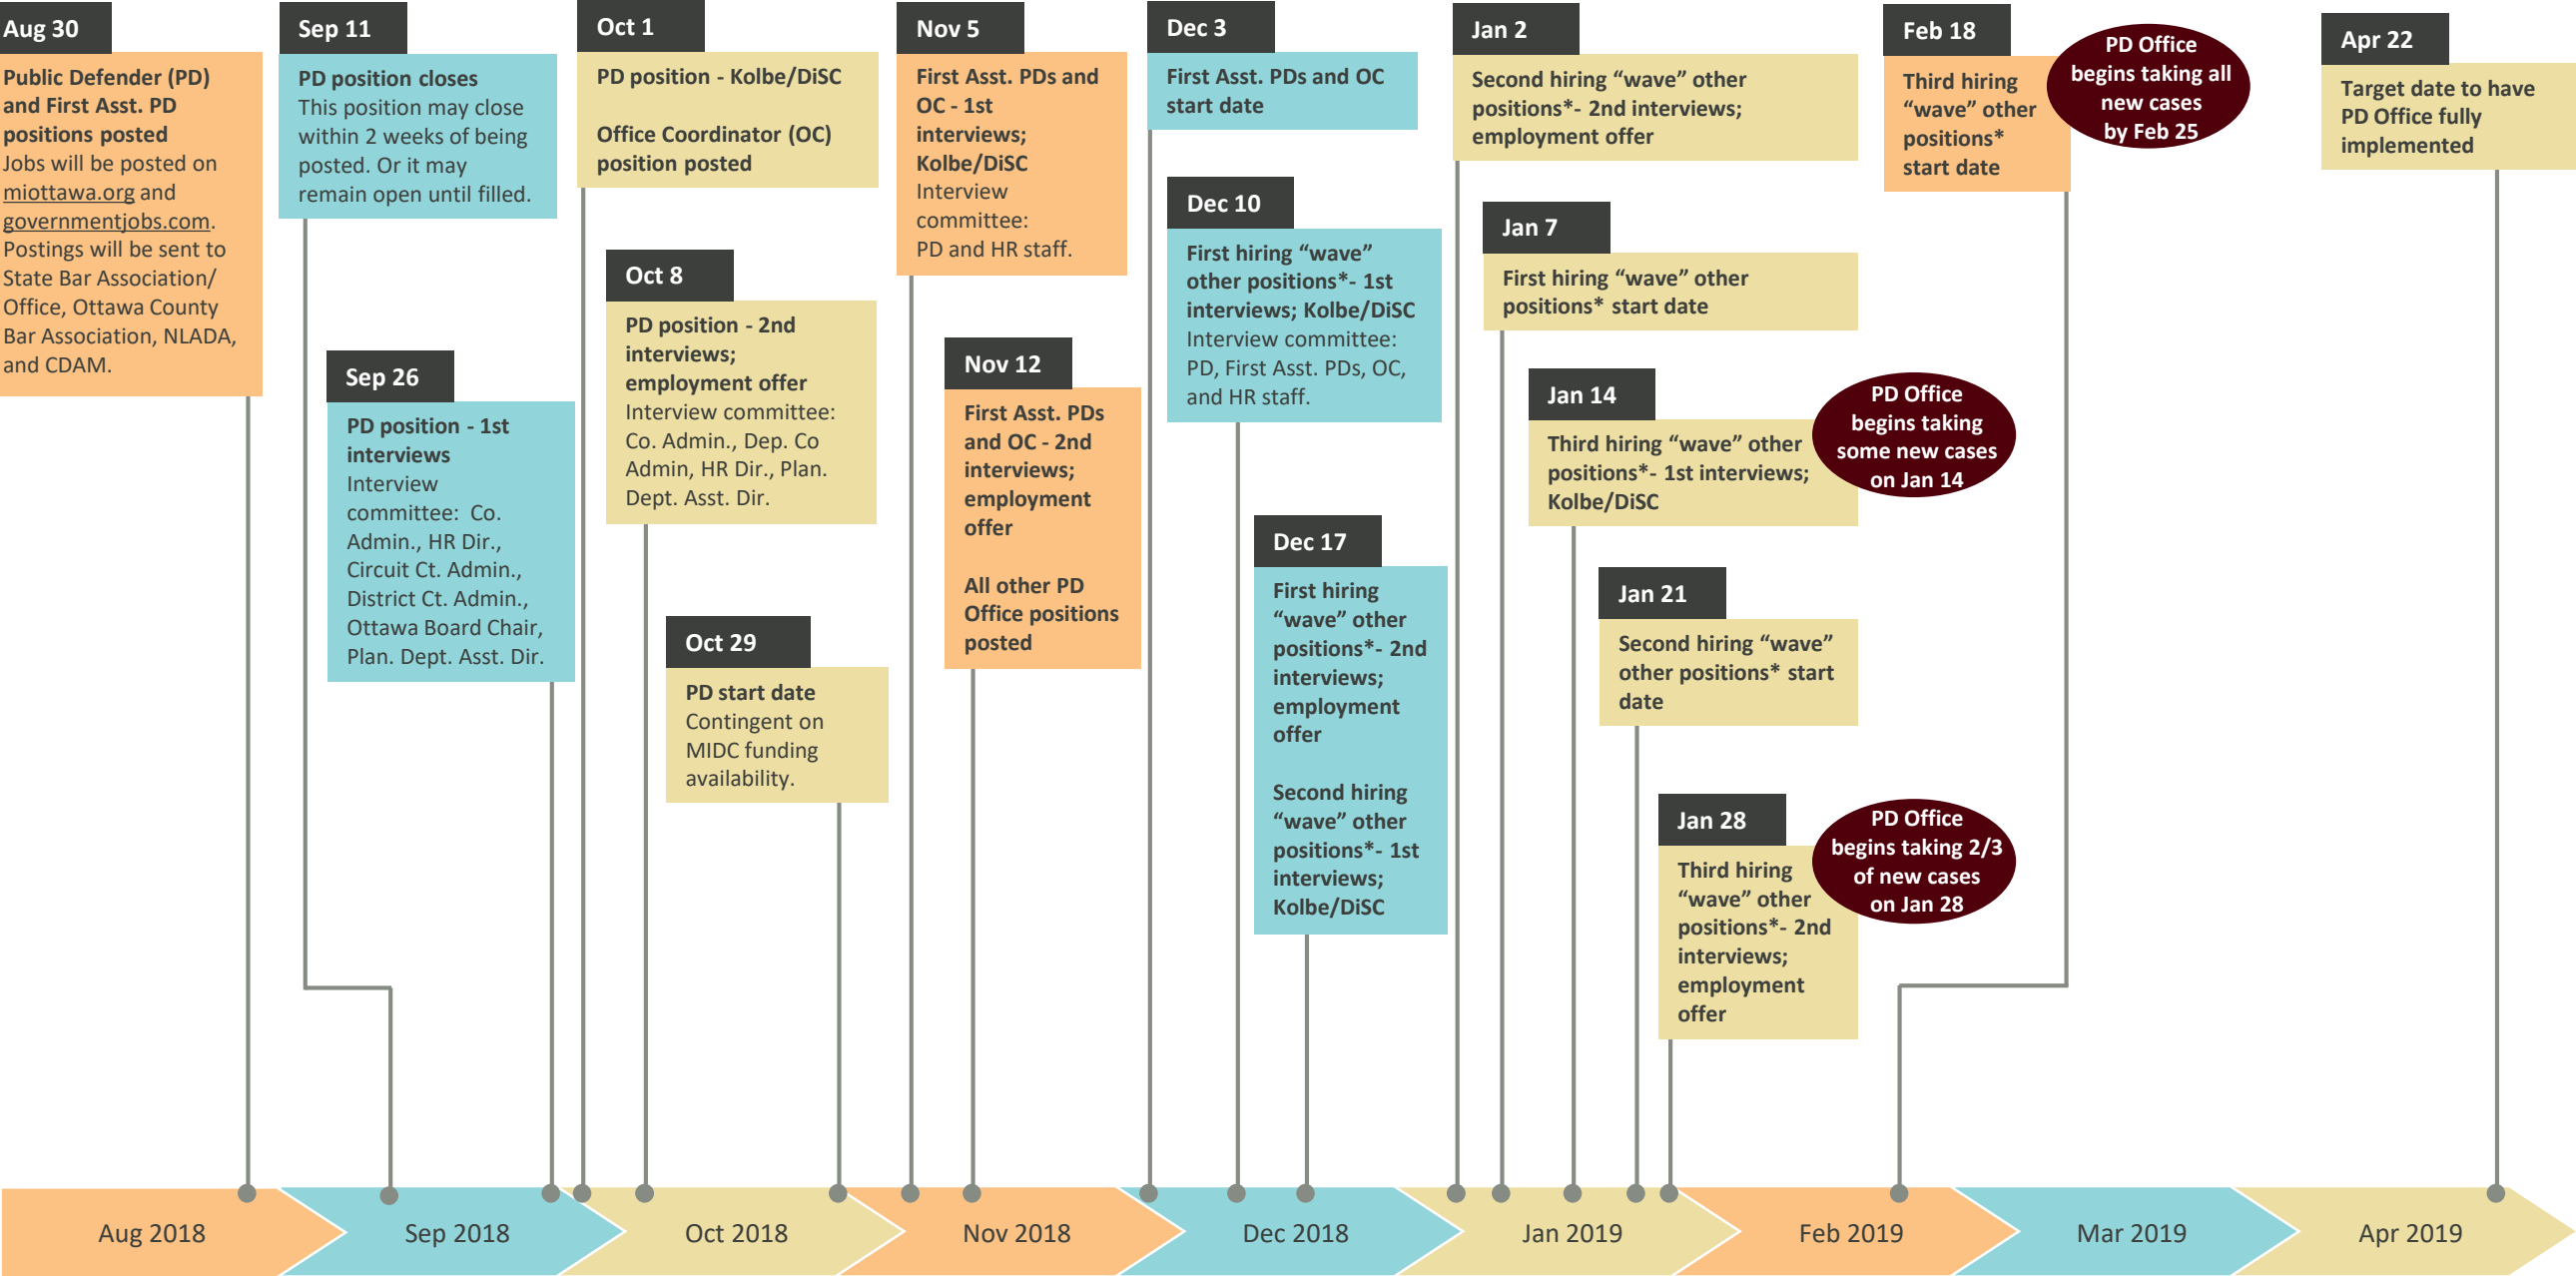 Aug 30
Public Defender (PD)
and First Asst. PD
positions posted
Jobs will be posted on
miottawa.org and
governmentjobs.com.
Postings will be sent to
State Bar Association/
Office, Ottawa County
Bar Association, NLADA,
and CDAM.
Sep 11
PD position closes
This position may close
within 2 weeks of being
posted. Or it may
remain open until filled.
Sep 26
PD position - 1st
interviews
Interview
committee:  Co.
Admin., HR Dir.,
Circuit Ct. Admin.,
District Ct. Admin.,
Ottawa Board Chair,
Plan. Dept. Asst. Dir.
Oct 1
PD position - Kolbe/DiSC
Office Coordinator (OC)
position posted
Oct 8
PD position - 2nd
interviews;
employment offer
Interview committee:
Co. Admin., Dep. Co
Admin, HR Dir., Plan.
Dept. Asst. Dir.
Oct 29
PD start date
Contingent on
MIDC funding
availability.
Nov 5
First Asst. PDs and
OC - 1st
interviews;
Kolbe/DiSC
Interview
committee:
PD and HR staff.
Nov 12
First Asst. PDs
and OC - 2nd
interviews;
employment
offer
All other PD
Office positions
posted
Dec 3
First Asst. PDs and OC
start date
Dec 10
First hiring “wave”
other positions*- 1st
interviews; Kolbe/DiSC
Interview committee:
PD, First Asst. PDs, OC,
and HR staff.
Dec 17
First hiring
“wave” other
positions*- 2nd
interviews;
employment
offer
Second hiring
“wave” other
positions*- 1st
interviews;
Kolbe/DiSC
Jan 2
Second hiring “wave” other
positions*- 2nd interviews;
employment offer
Jan 7
First hiring “wave” other
positions* start date
Jan 14
Third hiring “wave” other
positions*- 1st interviews;
Kolbe/DiSC
PD Office
begins taking
some new cases
on Jan 14
Jan 21
Second hiring “wave”
other positions* start
date
Jan 28
Third hiring
“wave” other
positions*- 2nd
interviews;
employment
offer
PD Office
begins taking 2/3
of new cases
on Jan 28
Feb 18
Third hiring
“wave” other
positions*
start date
PD Office
begins taking all
new cases
by Feb 25
Apr 22
Target date to have
PD Office fully
implemented
Aug 2018
Sep 2018
Oct 2018
Nov 2018
Dec 2018
Jan 2019
Feb 2019
Mar 2019
Apr 2019